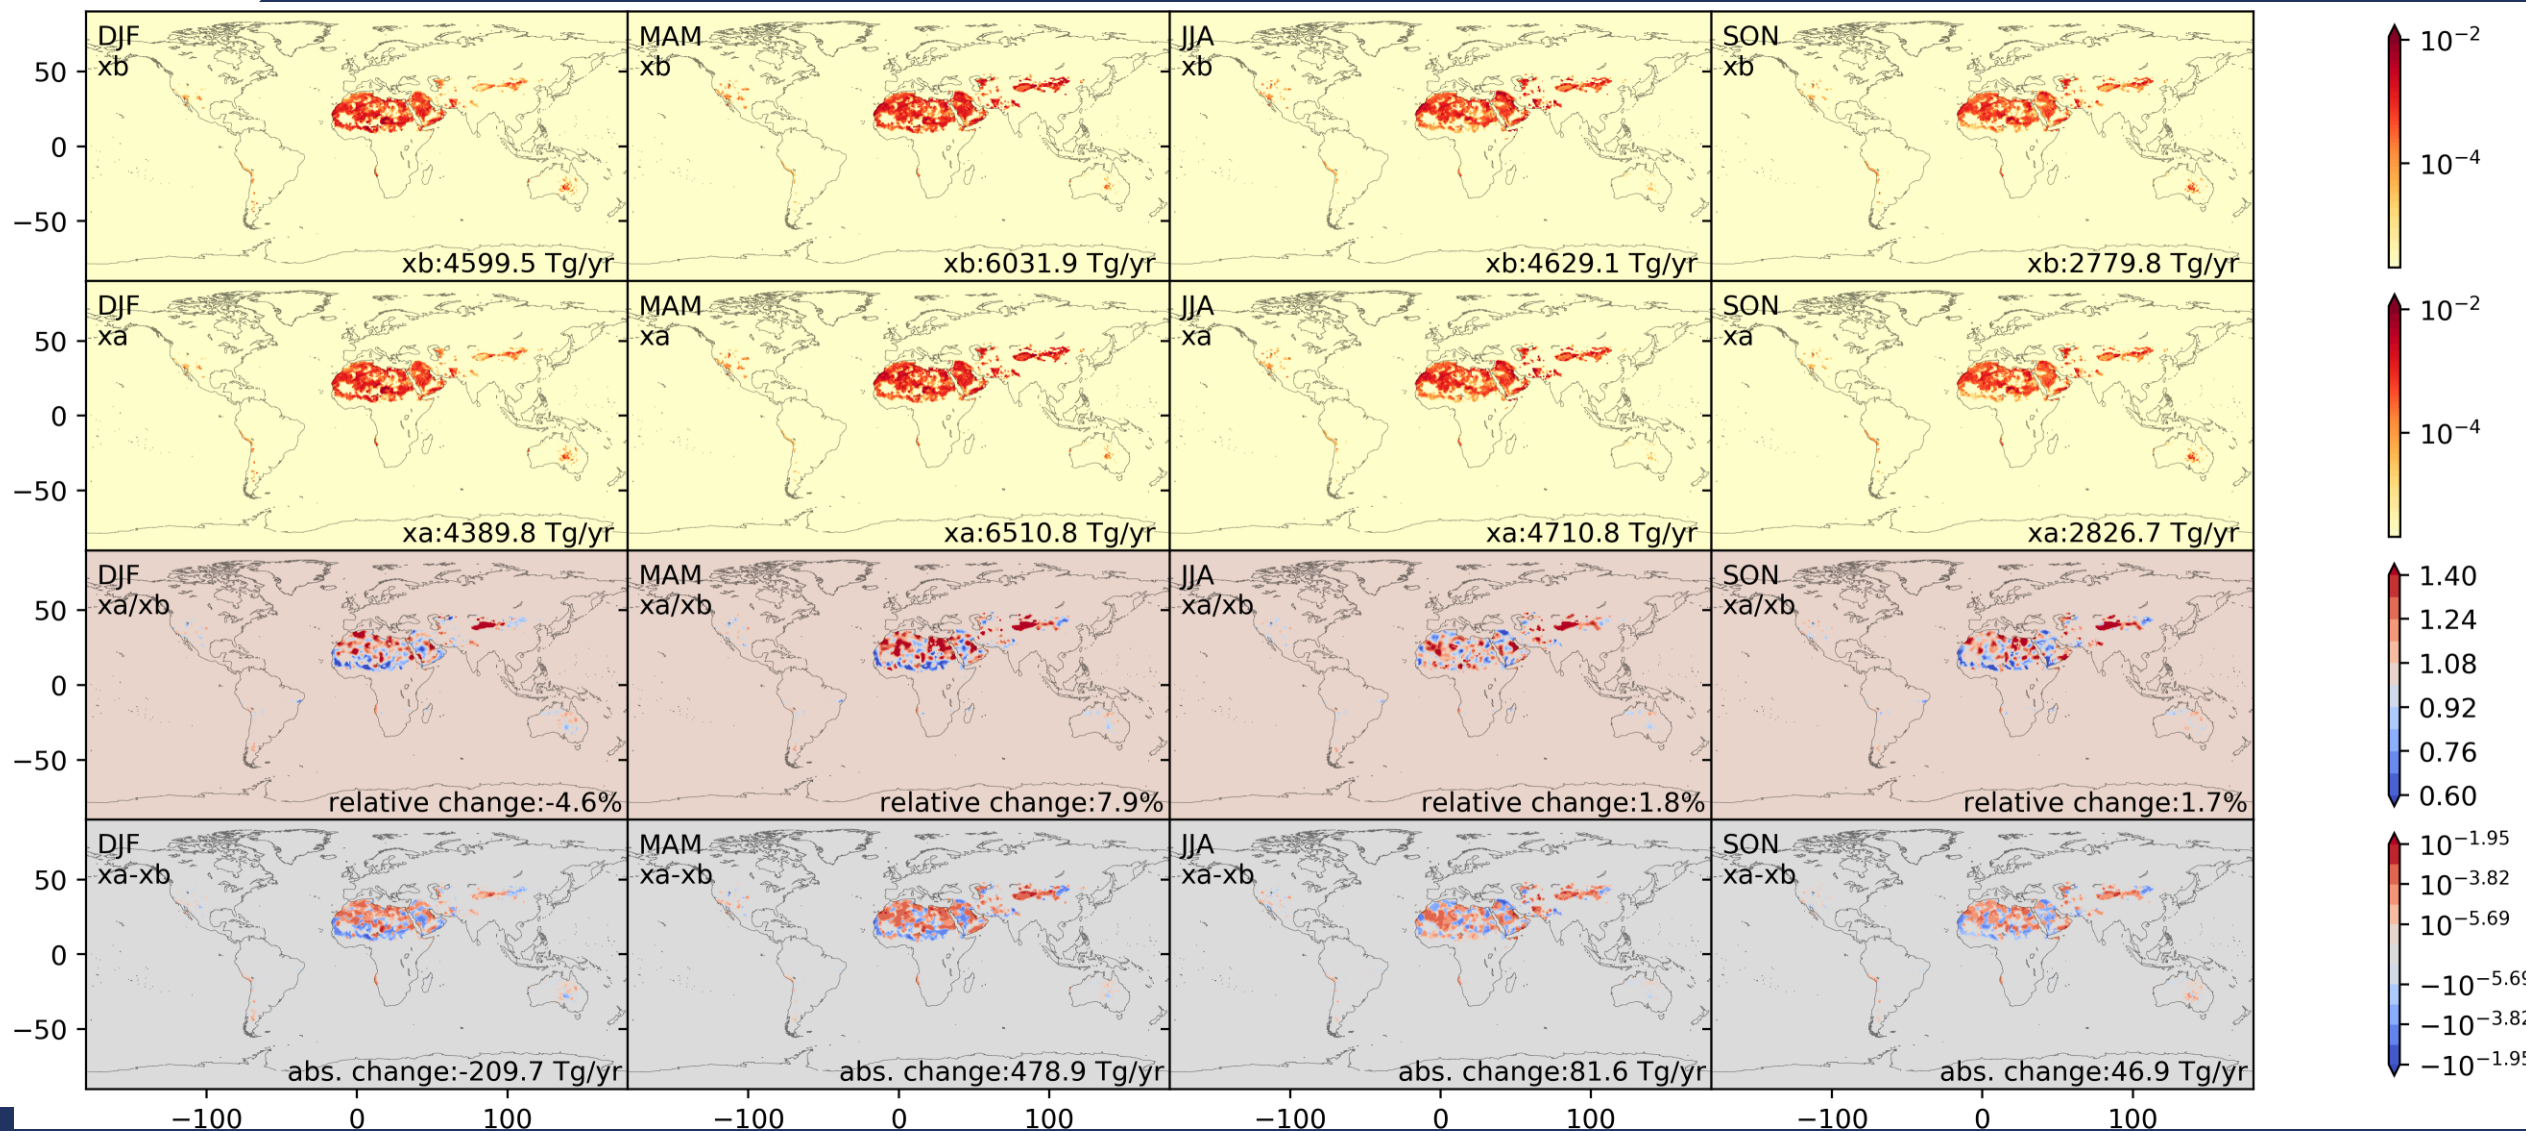 DJF
xb
MAM
xb
JJA
xb
SON
xb
50
0
−50
xb:4599.5 Tg/yr
xb:6031.9 Tg/yr
xb:4629.1 Tg/yr
xb:2779.8 Tg/yr
10^−2
10^−4
DJF
xa
MAM
xa
JJA
xa
SON
xa
50
0
−50
xa:4389.8 Tg/yr
xa:6510.8 Tg/yr
xa:4710.8 Tg/yr
xa:2826.7 Tg/yr
10^−2
10^−4
DJF
xa/xb
MAM
xa/xb
JJA
xa/xb
SON
xa/xb
50
0
−50
relative change:-4.6%
relative change:7.9%
relative change:1.8%
relative change:1.7%
1.40
1.24
1.08
0.92
0.76
0.60
DJF
xa-xb
MAM
xa-xb
JJA
xa-xb
SON
xa-xb
50
0
−50
abs. change:-209.7 Tg/yr
abs. change:478.9 Tg/yr
abs. change:81.6 Tg/yr
abs. change:46.9 Tg/yr
10^−1.95
10^−3.82
10^−5.69
−10^−5.69
−10^−3.82
−10^−1.95
−100 0 100
−100 0 100
−100 0 100
−100 0 100